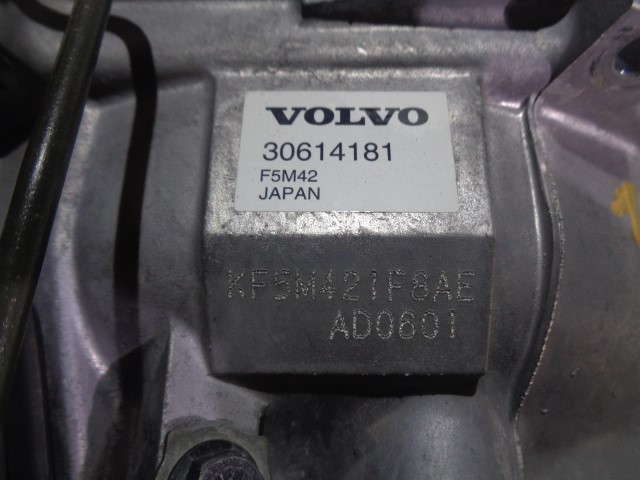 VOLVO
30614181
F5M42
JAPAN
KF5M421F8AE
AD0601